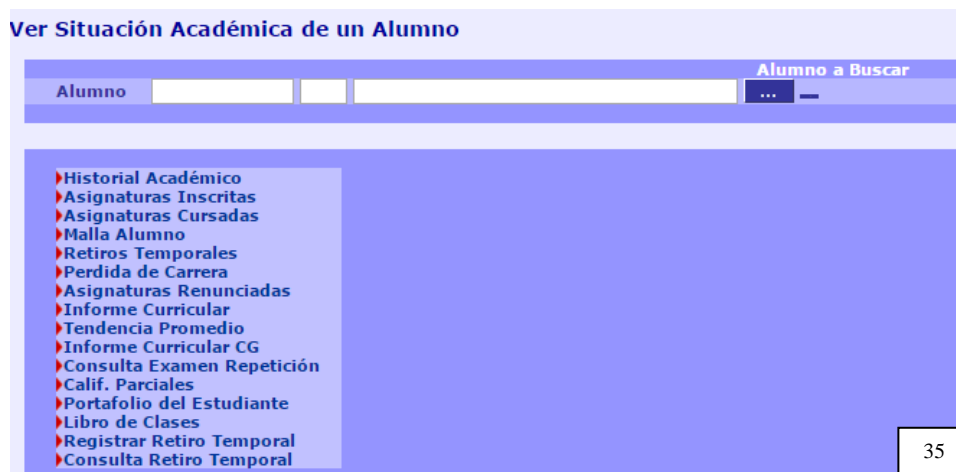 Ver Situación Académica de un Alumno
Alumno a Buscar
Alumno ...
Historial Académico
Asignaturas Inscritas
Asignaturas Cursadas
Malla Alumno
Retiros Temporales
Perdida de Carrera
Asignaturas Renunciadas
Informe Curricular
Tendencia Promedio
Informe Curricular CG
Consulta Examen Repetición
Calif. Parciales
Portafolio del Estudiante
Libro de Clases
Registrar Retiro Temporal
Consulta Retiro Temporal
35